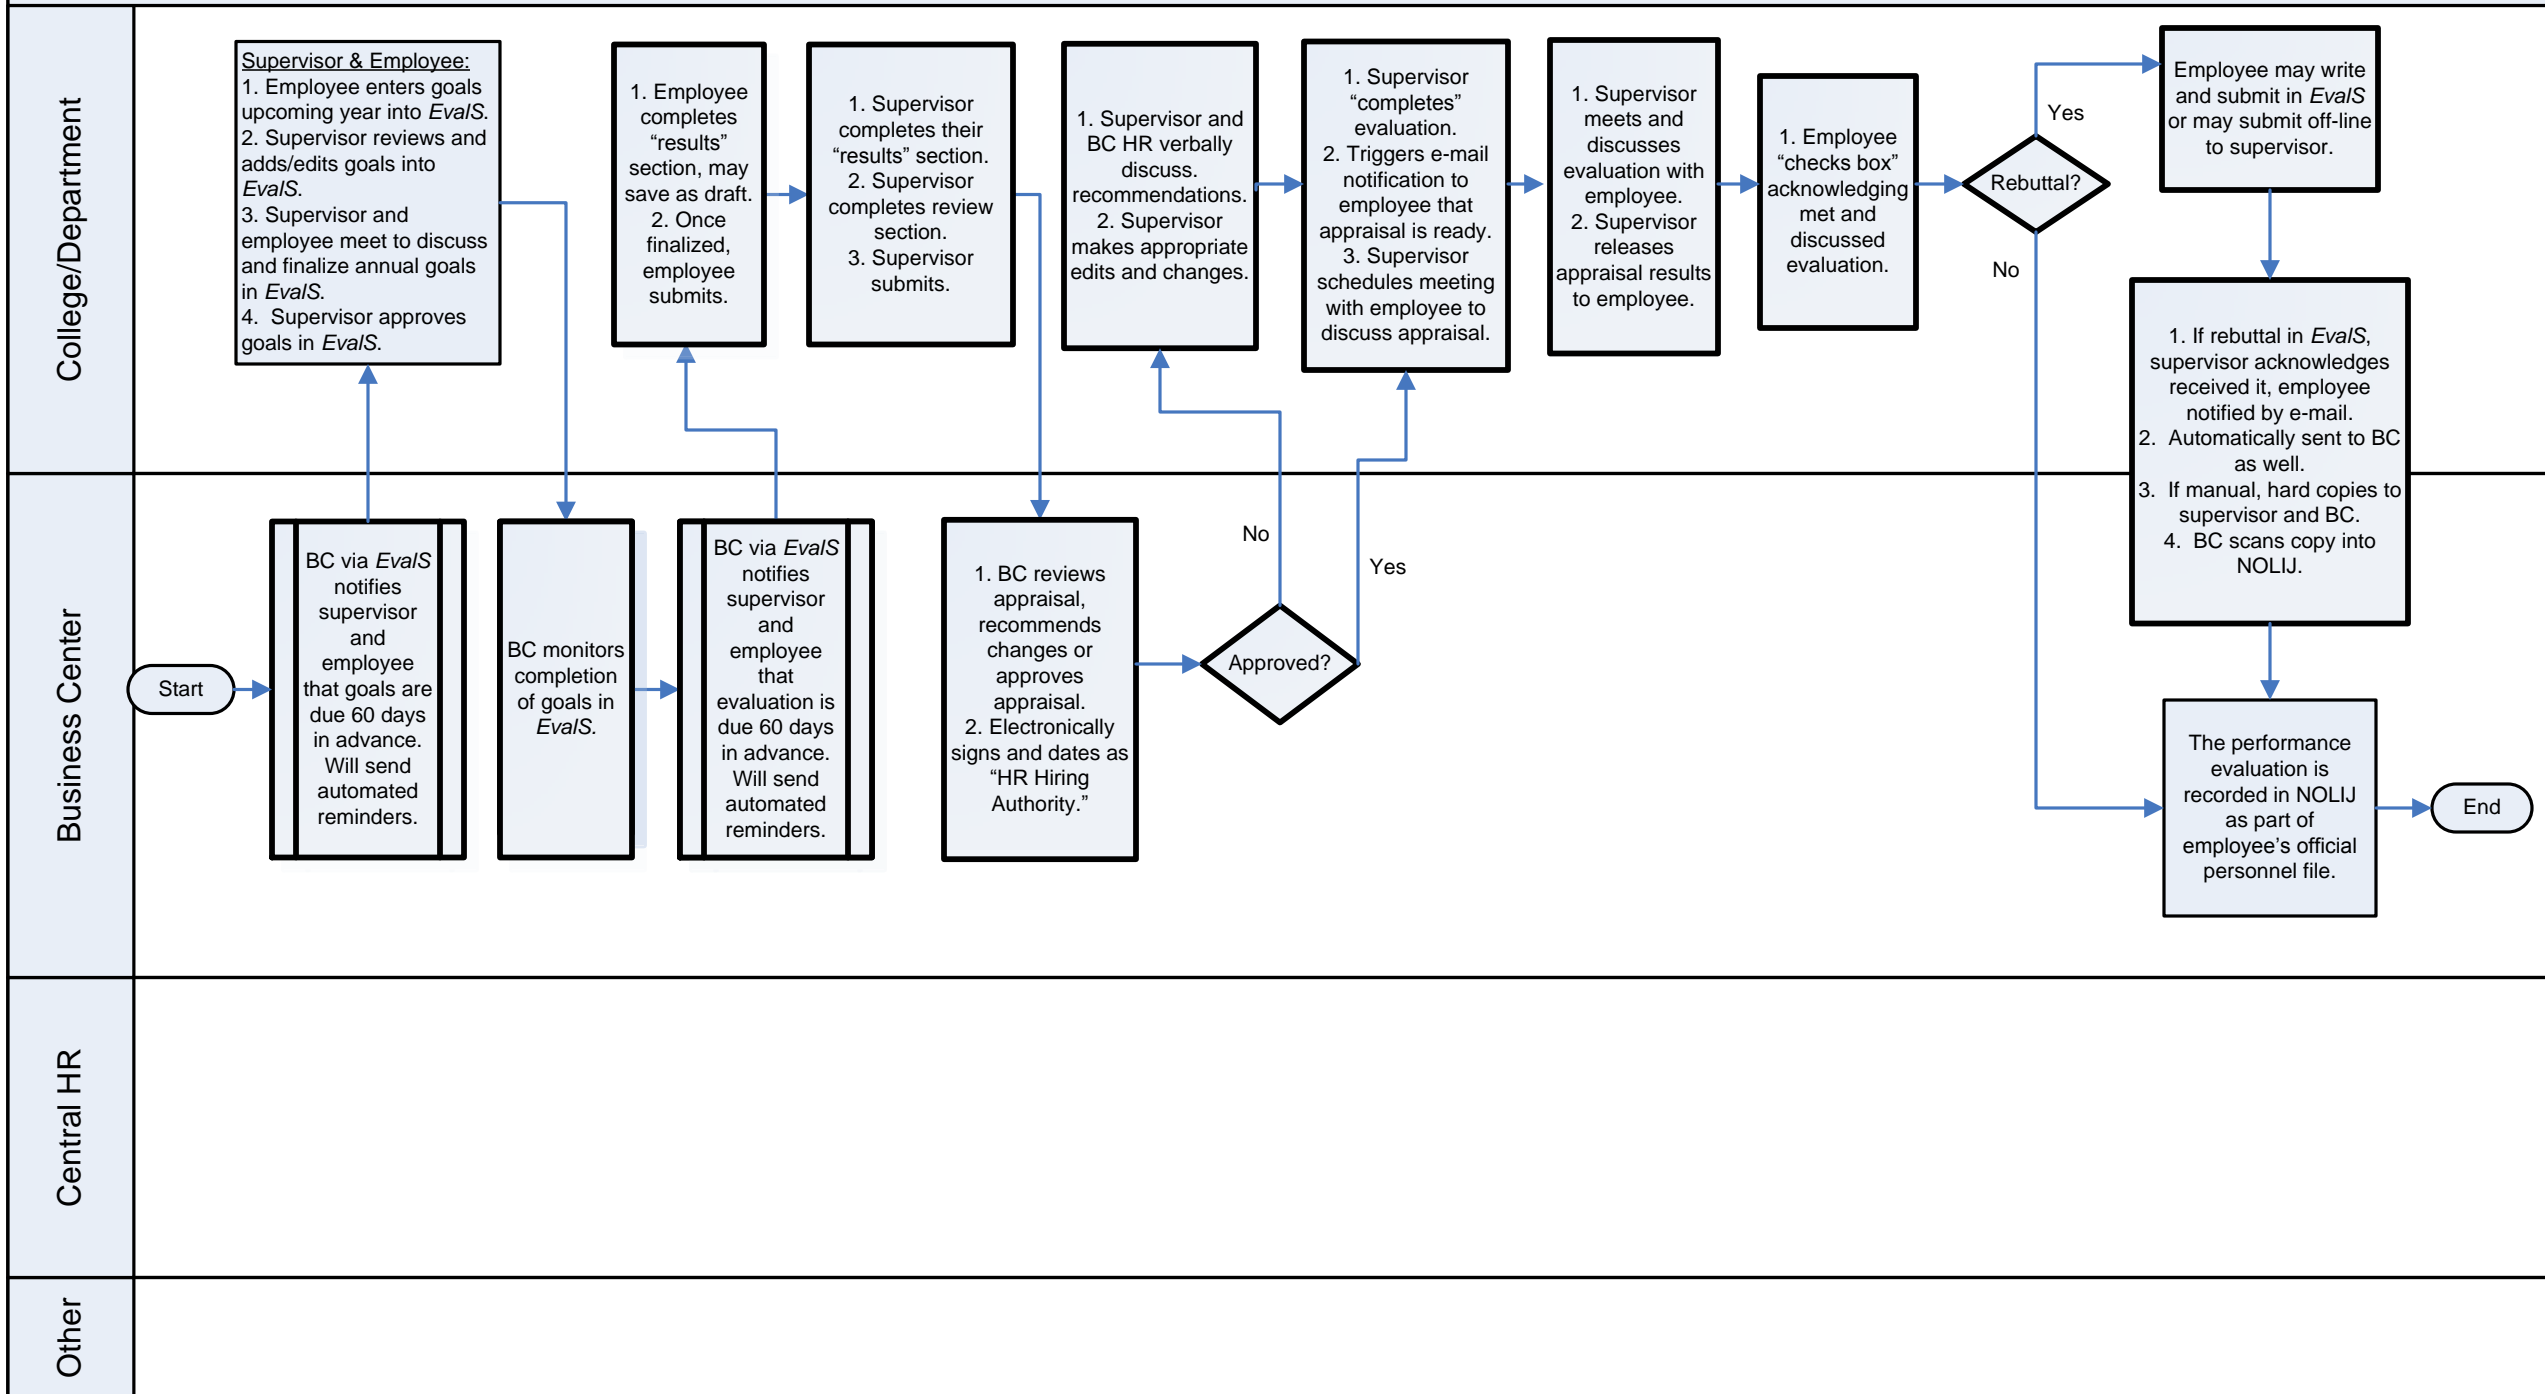 College/Department
Supervisor & Employee:
1. Employee enters goals
upcoming year into EvalS.
2. Supervisor reviews and
adds/edits goals into
EvalS.
3. Supervisor and
employee meet to discuss
and finalize annual goals
in EvalS.
4. Supervisor approves
goals in EvalS.
1. Employee
completes
“results”
section, may
save as draft.
2. Once
finalized,
employee
submits.
1. Supervisor
completes their
“results” section.
2. Supervisor
completes review
section.
3. Supervisor
submits.
1. Supervisor and
BC HR verbally
discuss.
recommendations.
2. Supervisor
makes appropriate
edits and changes.
1. Supervisor
“completes”
evaluation.
2. Triggers e-mail
notification to
employee that
appraisal is ready.
3. Supervisor
schedules meeting
with employee to
discuss appraisal.
1. Supervisor
meets and
discusses
evaluation with
employee.
2. Supervisor
releases
appraisal results
to employee.
1. Employee
“checks box”
acknowledging
met and
discussed
evaluation.
Rebuttal?
Yes
No
Employee may write
and submit in EvalS
or may submit off-line
to supervisor.
1. If rebuttal in EvalS,
supervisor acknowledges
received it, employee
notified by e-mail.
2. Automatically sent to BC
as well.
3. If manual, hard copies to
supervisor and BC.
4. BC scans copy into
NOLIJ.
Business Center
Start
BC via EvalS
notifies
supervisor
and
employee
that goals are
due 60 days
in advance.
Will send
automated
reminders.
BC monitors
completion
of goals in
EvalS.
BC via EvalS
notifies
supervisor
and
employee
that
evaluation is
due 60 days
in advance.
Will send
automated
reminders.
1. BC reviews
appraisal,
recommends
changes or
approves
appraisal.
2. Electronically
signs and dates as
“HR Hiring
Authority.”
Approved?
No
Yes
The performance
evaluation is
recorded in NOLIJ
as part of
employee’s official
personnel file.
End
Central HR
Other